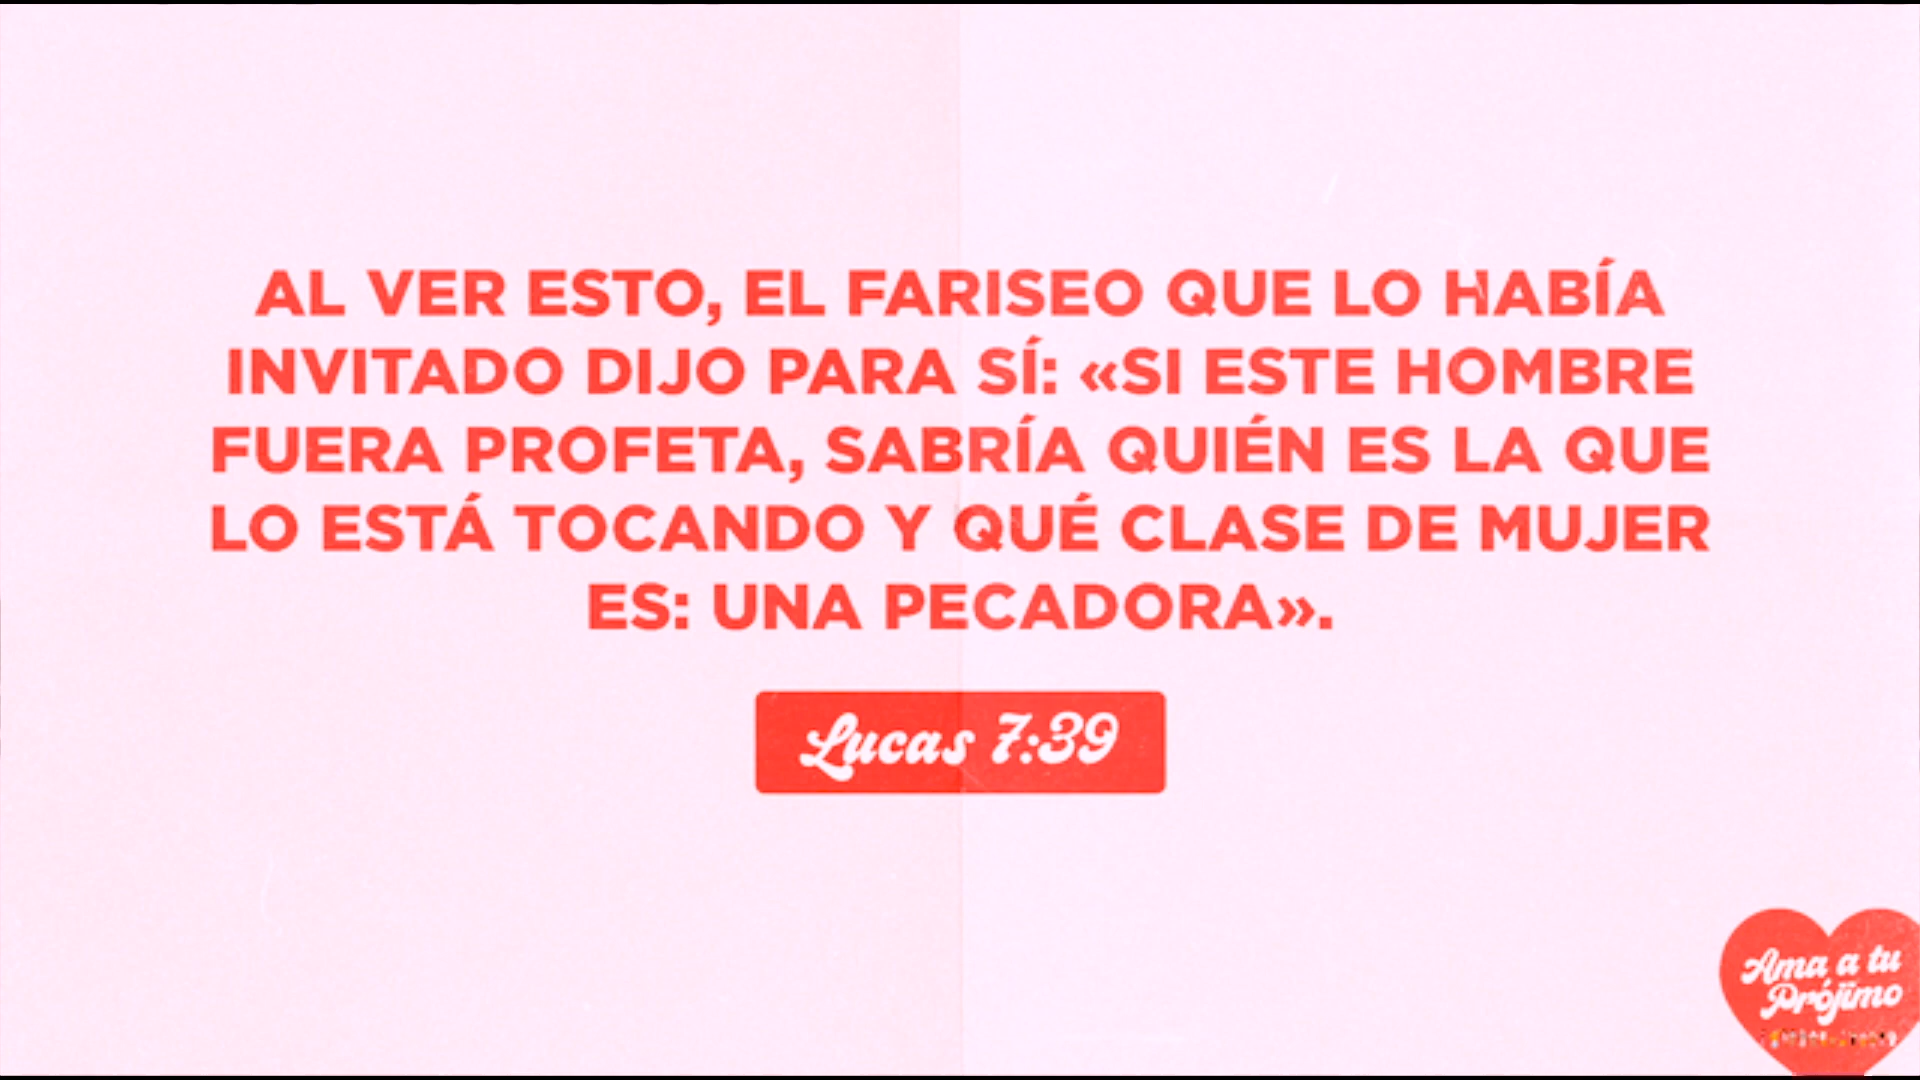 AL VER ESTO, EL FARISEO QUE LO HABÍA
INVITADO DIJO PARA SÍ: «SI ESTE HOMBRE
FUERA PROFETA, SABRÍA QUIÉN ES LA QUE
LO ESTÁ TOCANDO Y QUÉ CLASE DE MUJER
ES: UNA PECADORA».
Lucas 7:39
Ama a tu
Prójimo